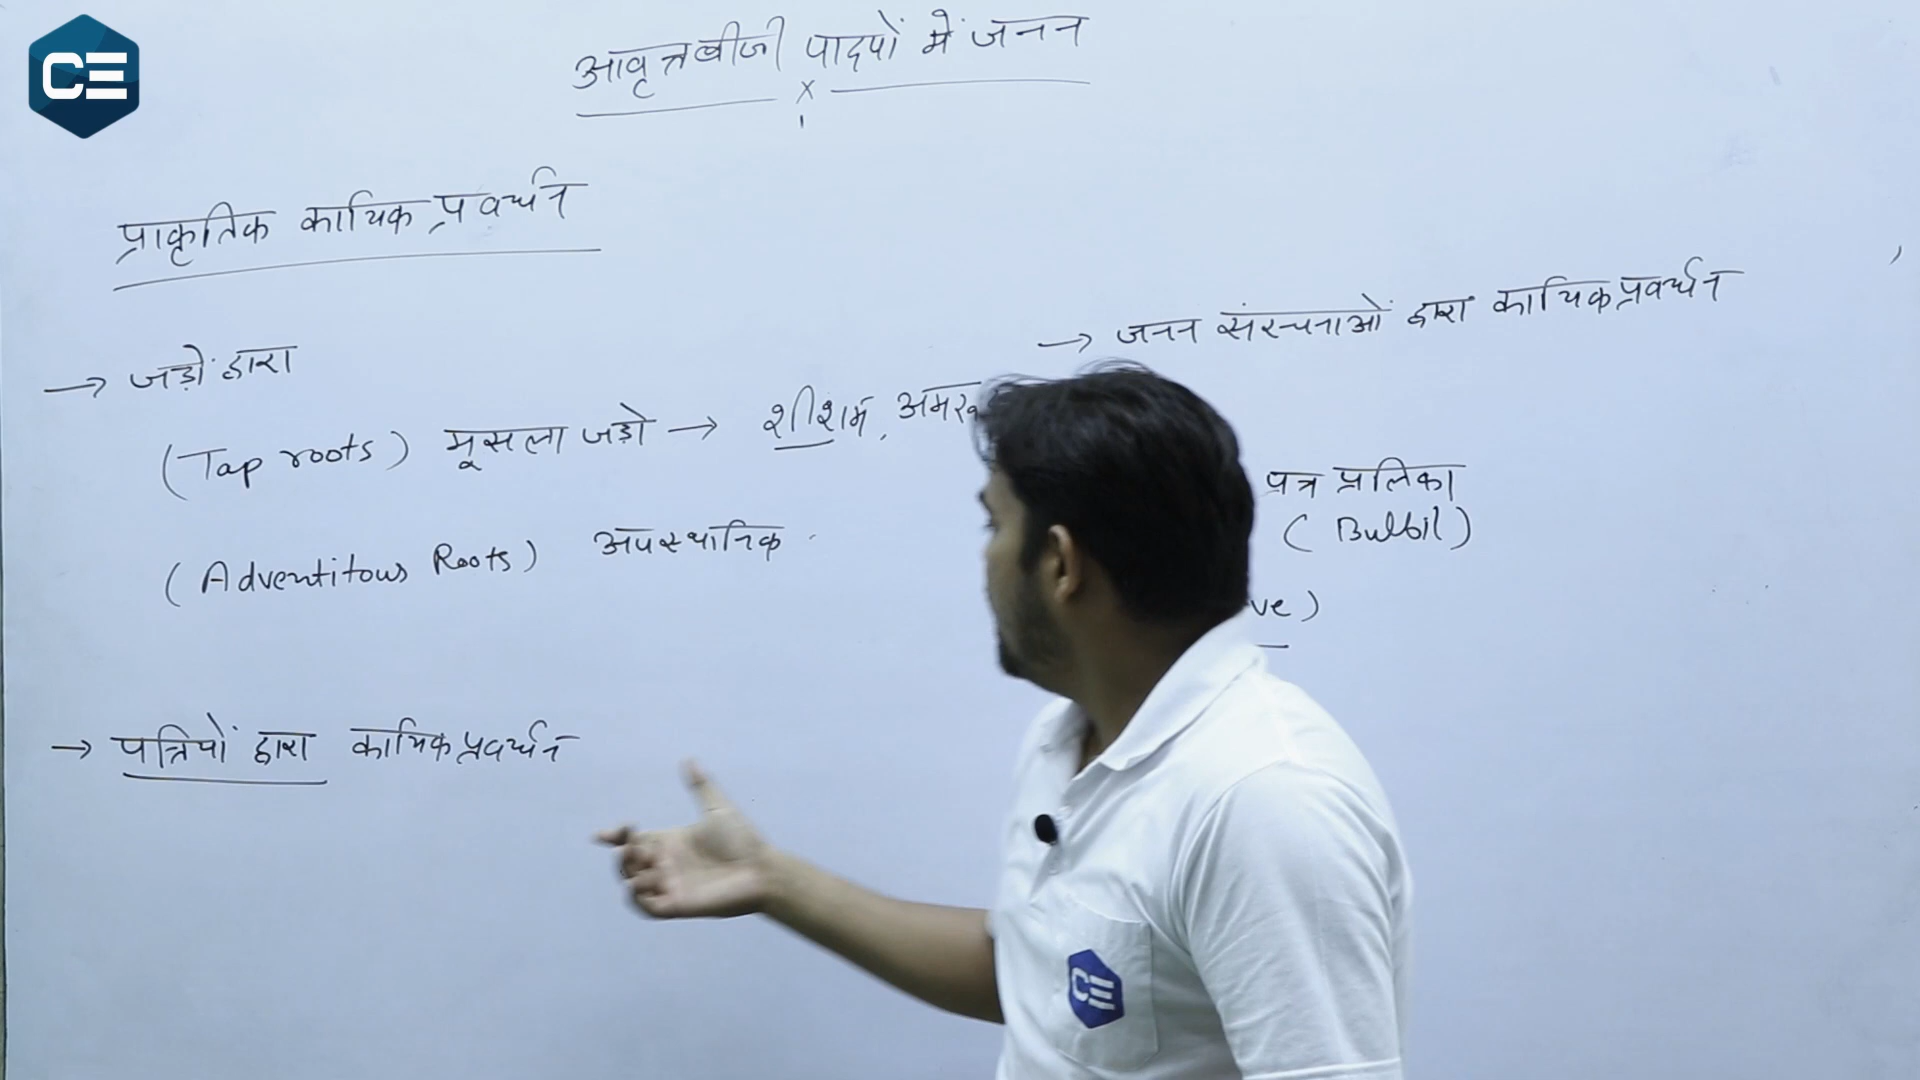 CE
आवृत्तबीजी पादपों में जनन
प्राकृतिक कायिक प्रवर्धन
→ जड़ों द्वारा
(Tap roots) मूसला जड़ों → शीशम, अमरू
(Adventitous Roots) अपस्थानिक
→ पत्तियों द्वारा कायिक प्रवर्धन
→ जनन संरचनाओं द्वारा कायिक प्रवर्धन
पत्र प्रलिका
(Bulbil)
ve)
CE